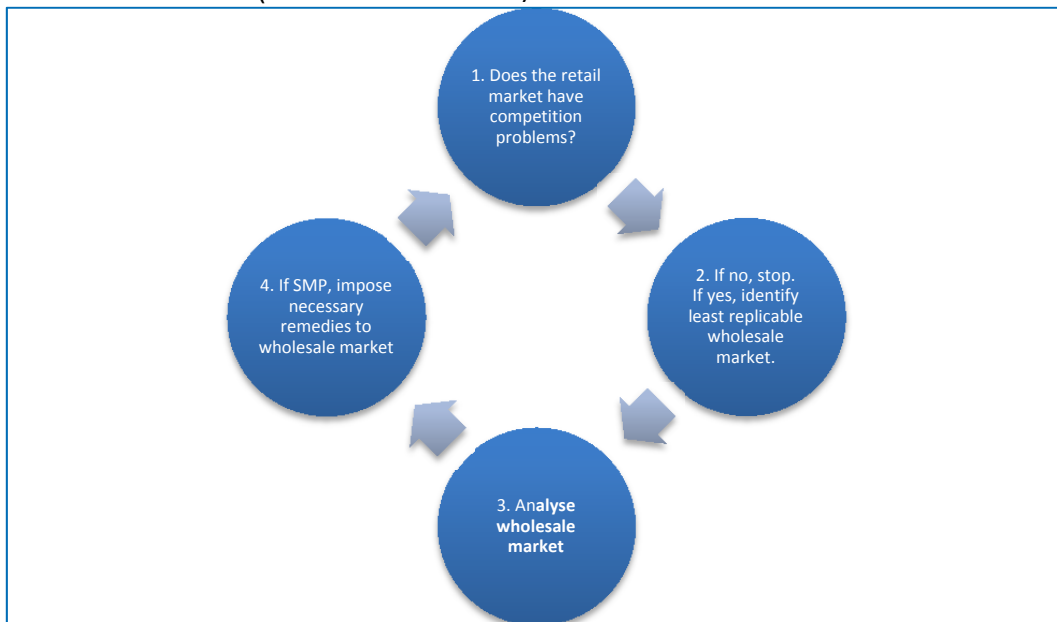 1. Does the retail
market have
competition
problems?
2. If no, stop.
If yes, identify
least replicable
wholesale
market.
3. Analyse
wholesale
market
4. If SMP, impose
necessary
remedies to
wholesale market